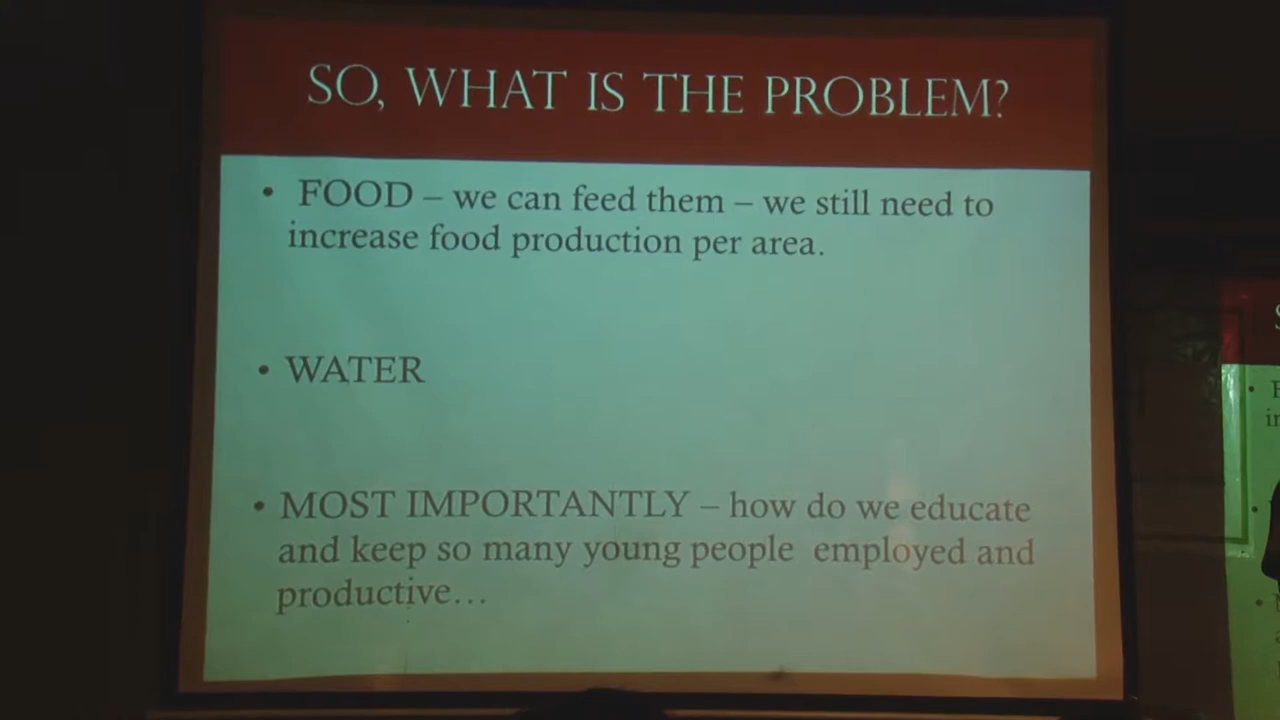 SO, WHAT IS THE PROBLEM?
• FOOD – we can feed them – we still need to
increase food production per area.
• WATER
• MOST IMPORTANTLY – how do we educate
and keep so many young people employed and
productive…